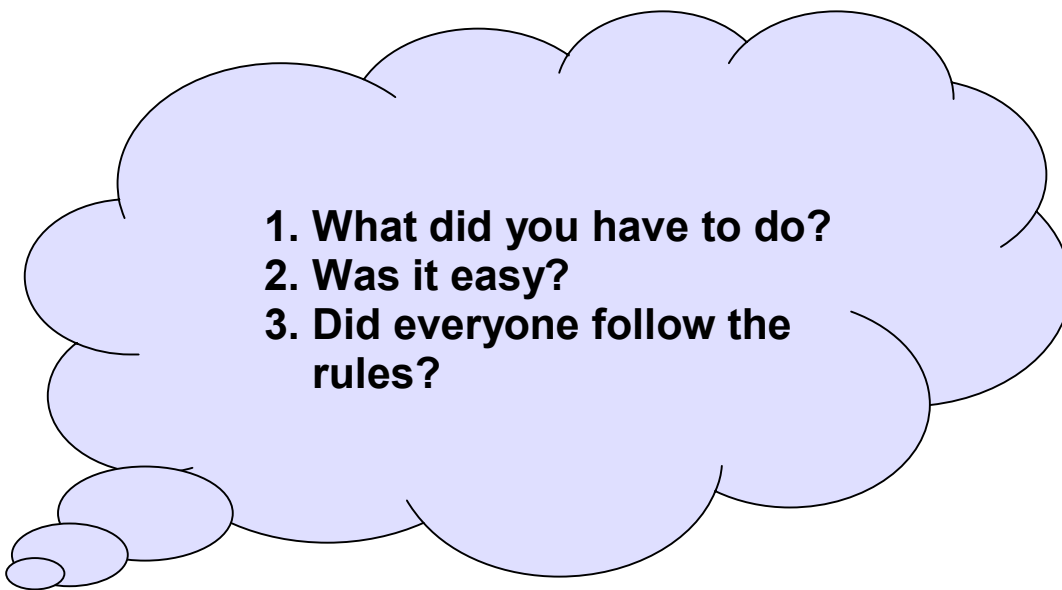 1. What did you have to do?
2. Was it easy?
3. Did everyone follow the
rules?